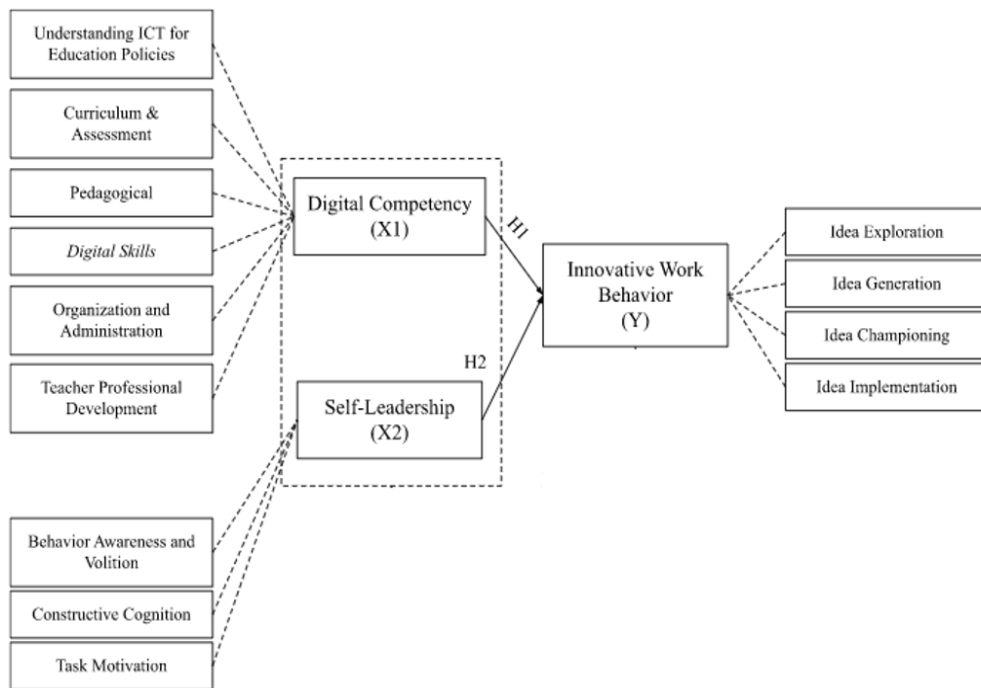 Understanding ICT for
Education Policies
Curriculum &
Assessment
Pedagogical
Digital Skills
Organization and
Administration
Teacher Professional
Development
Behavior Awareness and
Volition
Constructive Cognition
Task Motivation
Digital Competency
(X1)
Self-Leadership
(X2)
H1
H2
Innovative Work
Behavior
(Y)
Idea Exploration
Idea Generation
Idea Championing
Idea Implementation